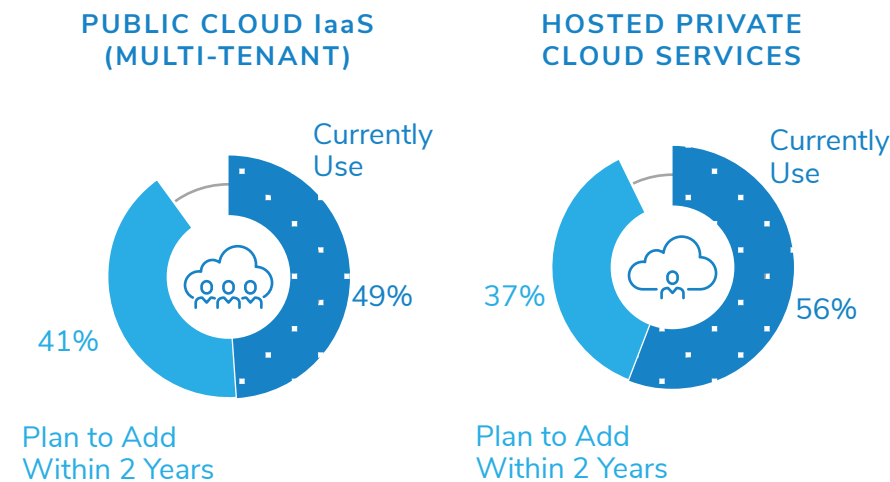 PUBLIC CLOUD IaaS
(MULTI-TENANT)
Currently
Use
49%
41%
Plan to Add
Within 2 Years
HOSTED PRIVATE
CLOUD SERVICES
Currently
Use
56%
37%
Plan to Add
Within 2 Years